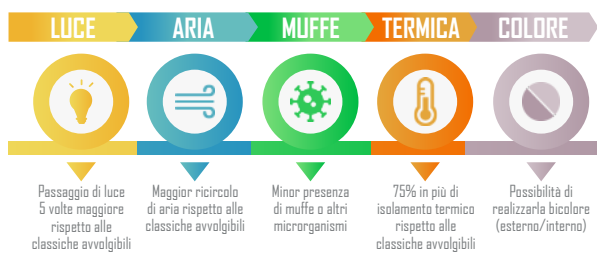 LUCE
ARIA
MUFFE
TERMICA
COLORE
Passaggio di luce
5 volte maggiore
rispetto alle
classiche avvolgibili
Maggior ricircolo
di aria rispetto alle
classiche avvolgibili
Minor presenza
di muffe o altri
microrganismi
75% in più di
isolamento termico
rispetto alle
classiche avvolgibili
Possibilità di
realizzarla bicolore
(esterno/interno)